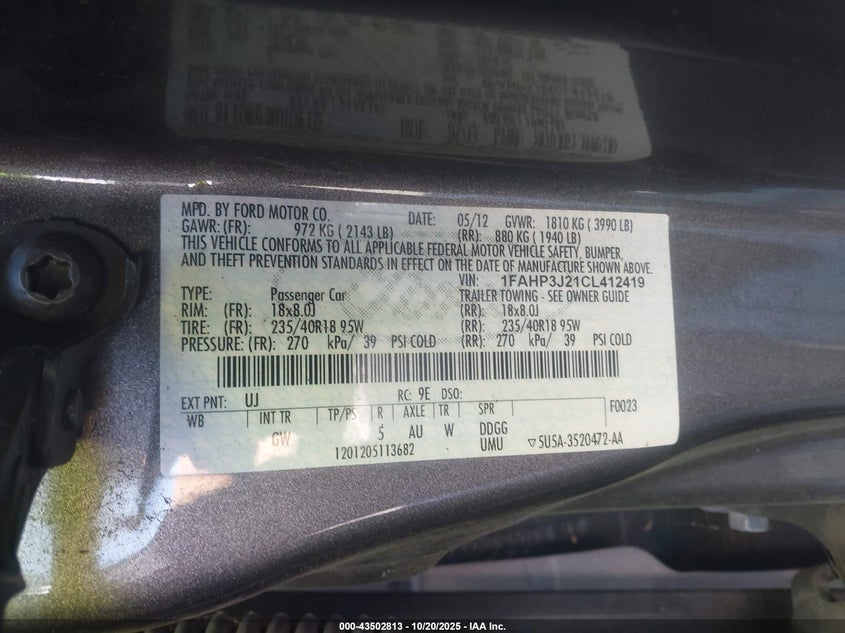 MFD. BY FORD MOTOR CO. DATE: 05/12 GVWR: 1810 KG ( 3990 LB)
GAWR: (FR): 972 KG ( 2143 LB) (RR): 880 KG ( 1940 LB)
THIS VEHICLE CONFORMS TO ALL APPLICABLE FEDERAL MOTOR VEHICLE SAFETY, BUMPER,
AND THEFT PREVENTION STANDARDS IN EFFECT ON THE DATE OF MANUFACTURE SHOWN ABOVE.
VIN: 1FAHP3J21CL412419
TYPE: Passenger Car TRAILER TOWING - SEE OWNER GUIDE
RIM: (FR): 18x8.0J (RR): 18x8.0J
TIRE: (FR): 235/40R18 95W (RR): 235/40R18 95W
PRESSURE: (FR): 270 kPa/ 39 PSI COLD (RR): 270 kPa/ 39 PSI COLD
EXT PNT: UJ RC: 9E DSO: F0023
WB INT TR TP/PS R AXLE TR SPR
GW 5 AU W DDGG
UMU
1201205113682 ▽5U5A-3520472-AA
000-43502813 | 10/20/2025 - IAA Inc.